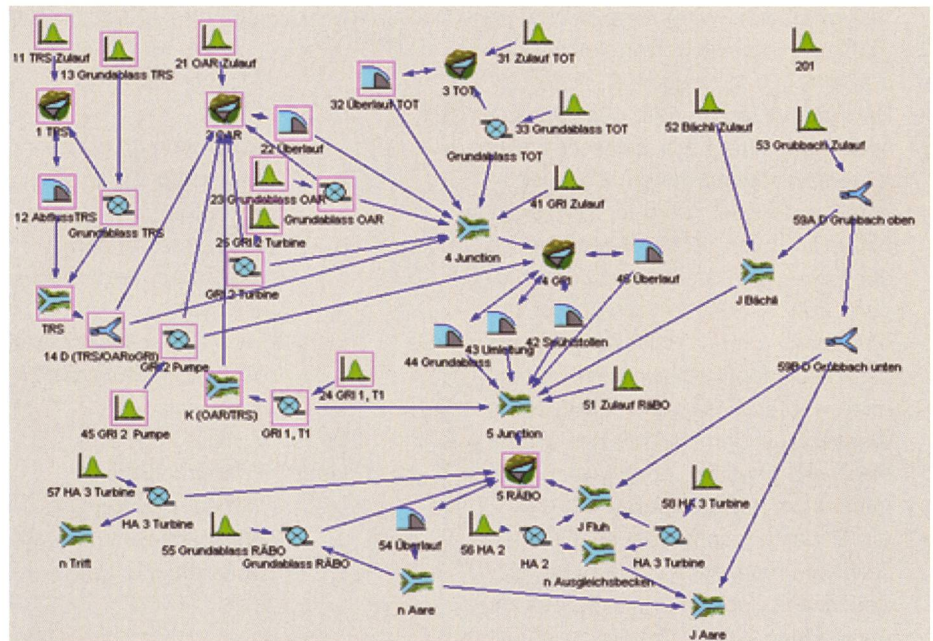 11 TRS Zulauf
13 Grundablass TRS
21 OAR Zulauf
31 Zulauf TOT
201
32 Überlauf TOT
3 TOT
1 TRS
2 OAR
22 Überlauf
33 Grundablass TOT
52 Bächli Zulauf
53 Grubbach Zulauf
Grundablass TOT
23 Grundablass OAR
12 AbflussTRS
Grundablass TRS
Grundablass OAR
41 GRI Zulauf
59A D Grubbach oben
25 GRI 2 Turbine
4 Junction
GRI 2 Turbine
4 GRI
46 Überlauf
J Bächli
TRS
14 D (TRS/OARoGRI)
GRI 2 Pumpe
44 Grundablass
43 Umleitung
42 Spühlstollen
59B D Grubbach unten
45 GRI 2 Pumpe
K (OAR/TRS)
GRI 1, T1
24 GRI 1, T1
5 Junction
51 Zulauf RäBO
57 HA 3 Turbine
HA 3 Turbine
5 RÄBO
58 HA 3 Turbine
n Trift
55 Grundablass RÄBO
Grundablass RÄBO
54 Überlauf
56 HA 2
HA 2
J Fluh
HA 3 Turbine
n Ausgleichsbecken
n Aare
J Aare